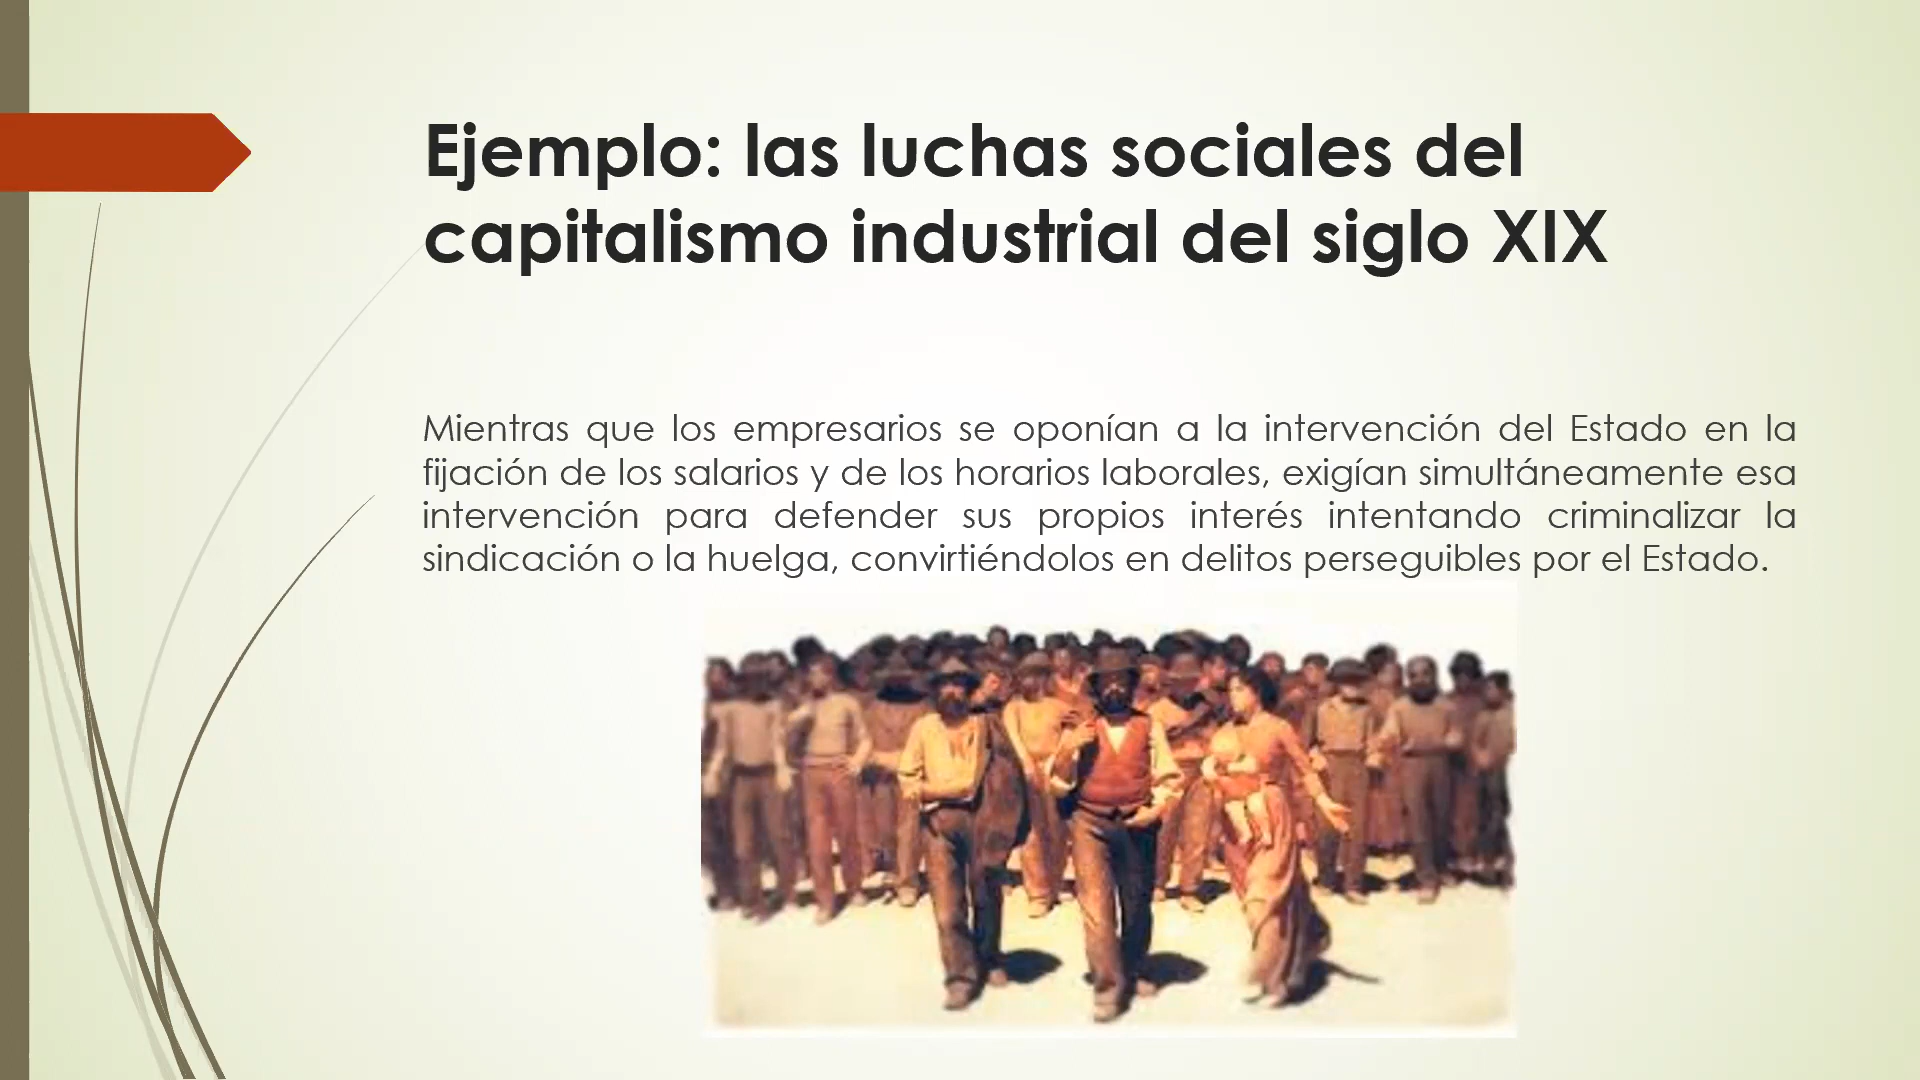 Ejemplo: las luchas sociales del
capitalismo industrial del siglo XIX
Mientras que los empresarios se oponían a la intervención del Estado en la
fijación de los salarios y de los horarios laborales, exigían simultáneamente esa
intervención para defender sus propios interés intentando criminalizar la
sindicación o la huelga, convirtiéndolos en delitos perseguibles por el Estado.